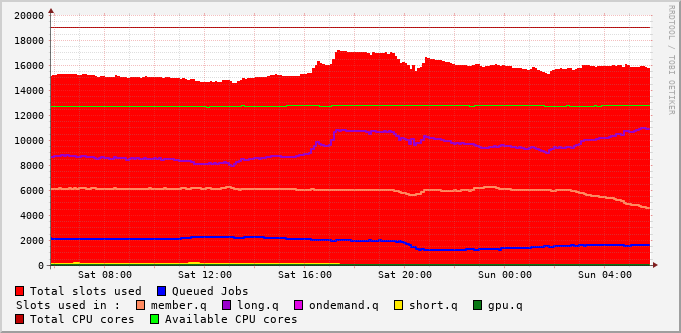 20000
18000
16000
14000
12000
10000
8000
6000
4000
2000
0
Sat 08:00 Sat 12:00 Sat 16:00 Sat 20:00 Sun 00:00 Sun 04:00
RRDTOOL / TOBI OETIKER
Total slots used Queued Jobs
Slots used in : member.q long.q ondemand.q short.q gpu.q
Total CPU cores Available CPU cores